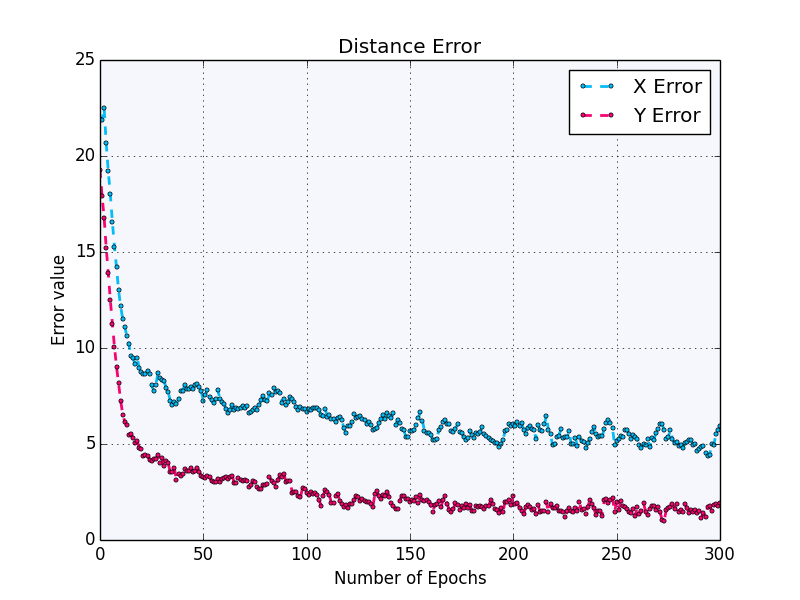 Distance Error
25
20
15
10
5
0
Error value
X Error
Y Error
0 50 100 150 200 250 300
Number of Epochs